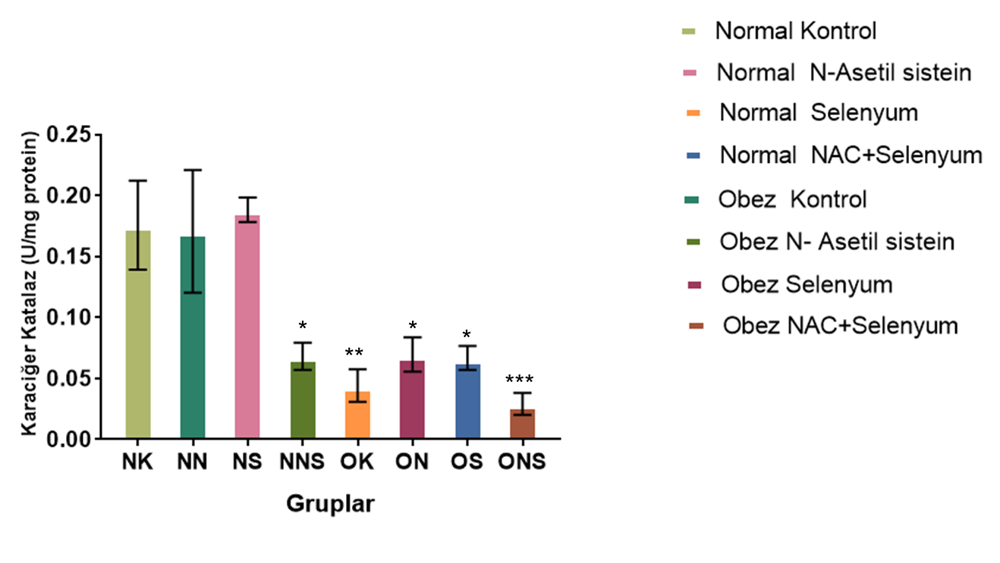 Normal Kontrol
Normal N-Asetil sistein
Normal Selenyum
Normal NAC+Selenyum
Obez Kontrol
Obez N- Asetil sistein
Obez Selenyum
Obez NAC+Selenyum
Karaciğer Katalaz (U/mg protein)
0.25
0.20
0.15
0.10
0.05
0.00
*
**
*
*
***
NK NN NS NNS OK ON OS ONS
Gruplar